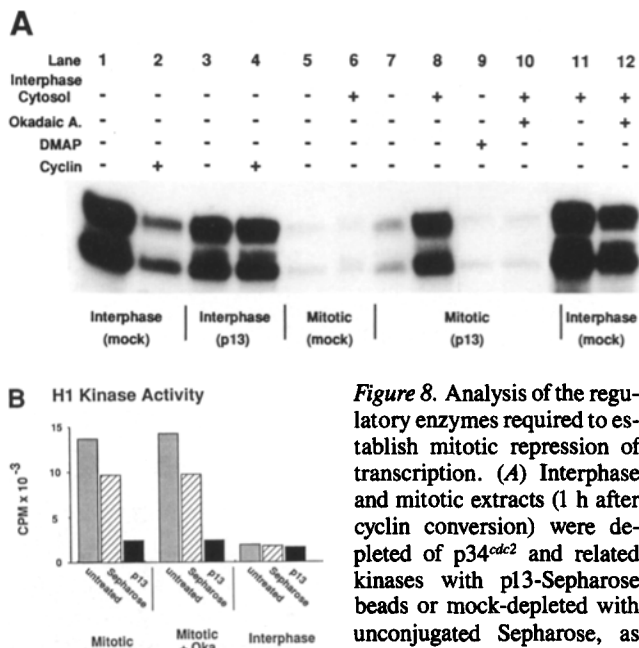 A
Lane 1 2 3 4 5 6 7 8 9 10 11 12
Interphase
Cytosol - - - - - + - + - + + +
Okadaic A. - - - - - - - - - + - +
DMAP - - - - - - - - + - - -
Cyclin - + - + - - - - - - - -
Interphase (mock) Interphase (p13) Mitotic (mock) Mitotic (p13) Interphase (mock)
B H1 Kinase Activity
CPM x 10 -3
15
10
5
0
untreated Sepharose p13 untreated Sepharose p13 untreated Sepharose p13
Mitotic Mitotic + Oka Interphase
Figure 8. Analysis of the regu-
latory enzymes required to es-
tablish mitotic repression of
transcription. (A) Interphase
and mitotic extracts (1 h after
cyclin conversion) were de-
pleted of p34cdc2 and related
kinases with p13-Sepharose
beads or mock-depleted with
unconjugated Sepharose, as